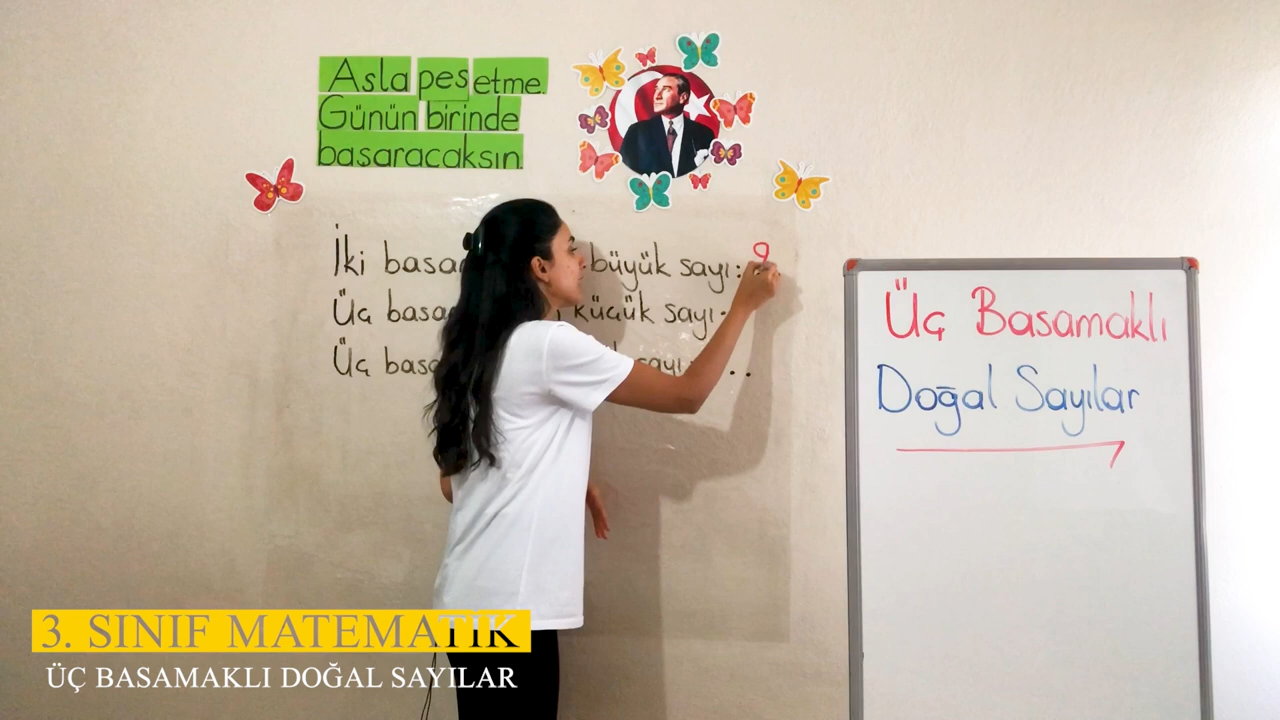 Asla pes etme.
Günün birinde
başaracaksın.
İki basa büyük sayı: 9
Üç basa küçük sayı:
Üç basa sayı
Üç Basamaklı
Doğal Sayılar
3. SINIF MATEMATİK
ÜÇ BASAMAKLI DOĞAL SAYILAR